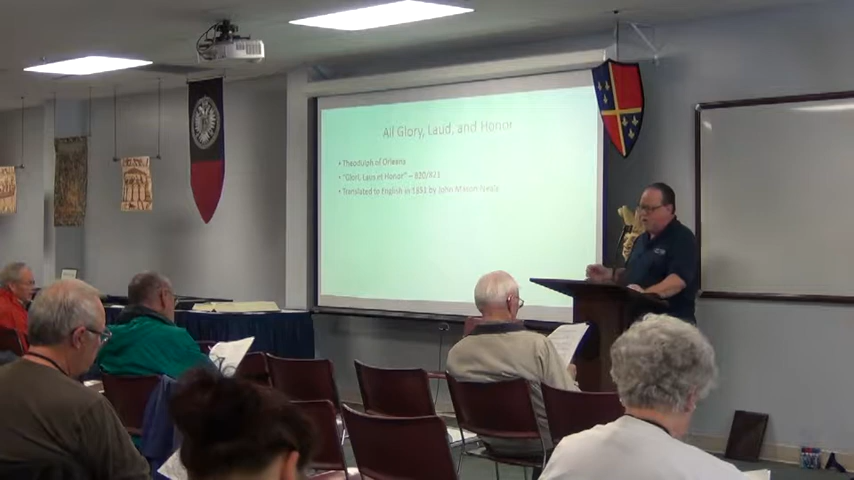 All Glory, Laud, and Honor
• Theodulph of Orleans
• "Glori, Laus et Honor" – 820/821
• Translated to English in 1851 by John Mason Neale